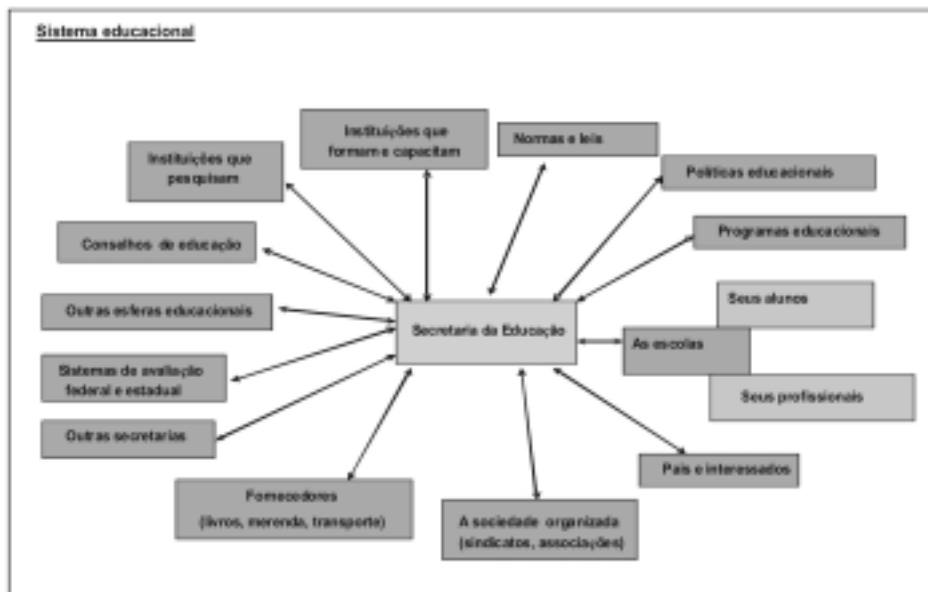 Sistema educacional
Instituições que
formam e capacitam
Normas e leis
Instituições que
pesquisam
Políticas educacionais
Conselhos de educação
Programas educacionais
Outras esferas educacionais
Seus alunos
Secretaria da Educação
As escolas
Sistemas de avaliação
federal e estadual
Seus profissionais
Outras secretarias
Pais e interessados
Fornecedores
(livros, merenda, transporte)
A sociedade organizada
(sindicatos, associações)